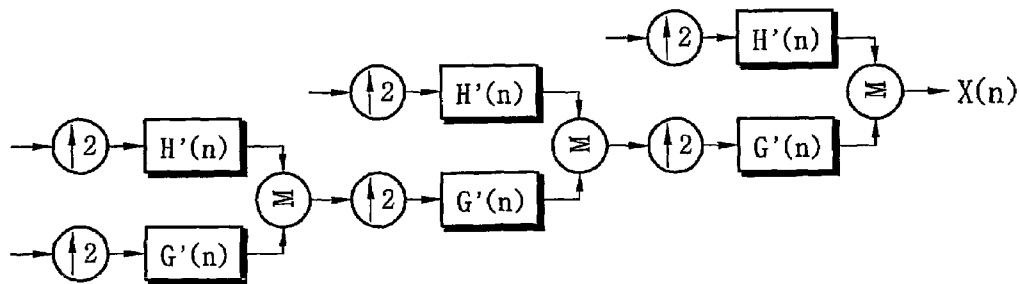 ↑2 H'(n)
M X(n)
↑2 H'(n)
M ↑2 G'(n)
↑2 H'(n)
M ↑2 G'(n)
↑2 G'(n)